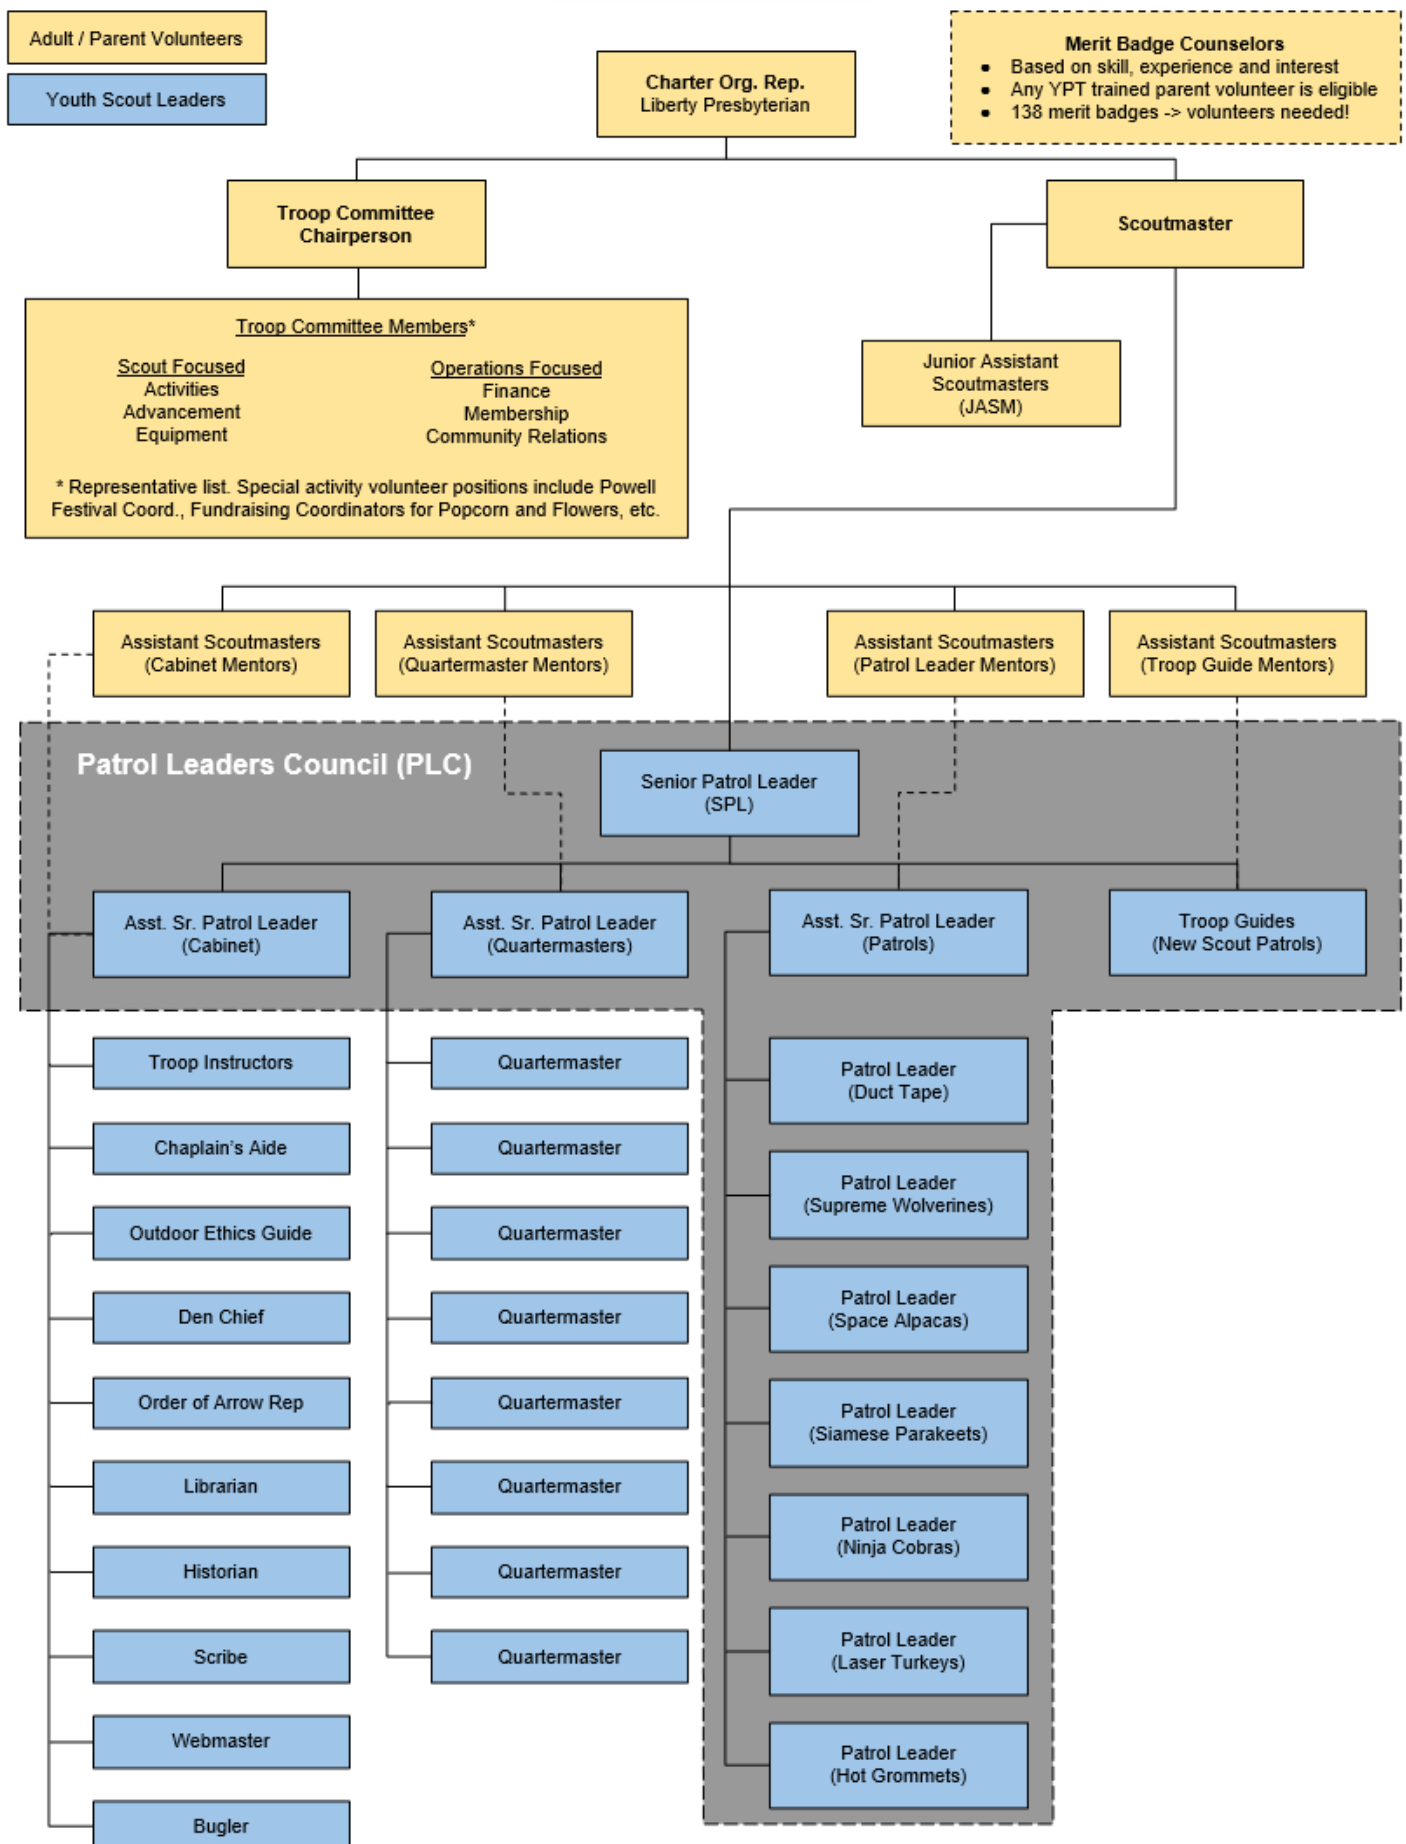 Adult / Parent Volunteers
Youth Scout Leaders
Charter Org. Rep.
Liberty Presbyterian
Merit Badge Counselors
• Based on skill, experience and interest
• Any YPT trained parent volunteer is eligible
• 138 merit badges -> volunteers needed!
Troop Committee
Chairperson
Scoutmaster
Troop Committee Members*
Scout Focused
Activities
Advancement
Equipment
Operations Focused
Finance
Membership
Community Relations
* Representative list. Special activity volunteer positions include Powell
Festival Coord., Fundraising Coordinators for Popcorn and Flowers, etc.
Junior Assistant
Scoutmasters
(JASM)
Assistant Scoutmasters
(Cabinet Mentors)
Assistant Scoutmasters
(Quartermaster Mentors)
Assistant Scoutmasters
(Patrol Leader Mentors)
Assistant Scoutmasters
(Troop Guide Mentors)
Patrol Leaders Council (PLC)
Senior Patrol Leader
(SPL)
Asst. Sr. Patrol Leader
(Cabinet)
Asst. Sr. Patrol Leader
(Quartermasters)
Asst. Sr. Patrol Leader
(Patrols)
Troop Guides
(New Scout Patrols)
Troop Instructors
Chaplain's Aide
Outdoor Ethics Guide
Den Chief
Order of Arrow Rep
Librarian
Historian
Scribe
Webmaster
Bugler
Quartermaster
Quartermaster
Quartermaster
Quartermaster
Quartermaster
Quartermaster
Quartermaster
Quartermaster
Patrol Leader
(Duct Tape)
Patrol Leader
(Supreme Wolverines)
Patrol Leader
(Space Alpacas)
Patrol Leader
(Siamese Parakeets)
Patrol Leader
(Ninja Cobras)
Patrol Leader
(Laser Turkeys)
Patrol Leader
(Hot Grommets)